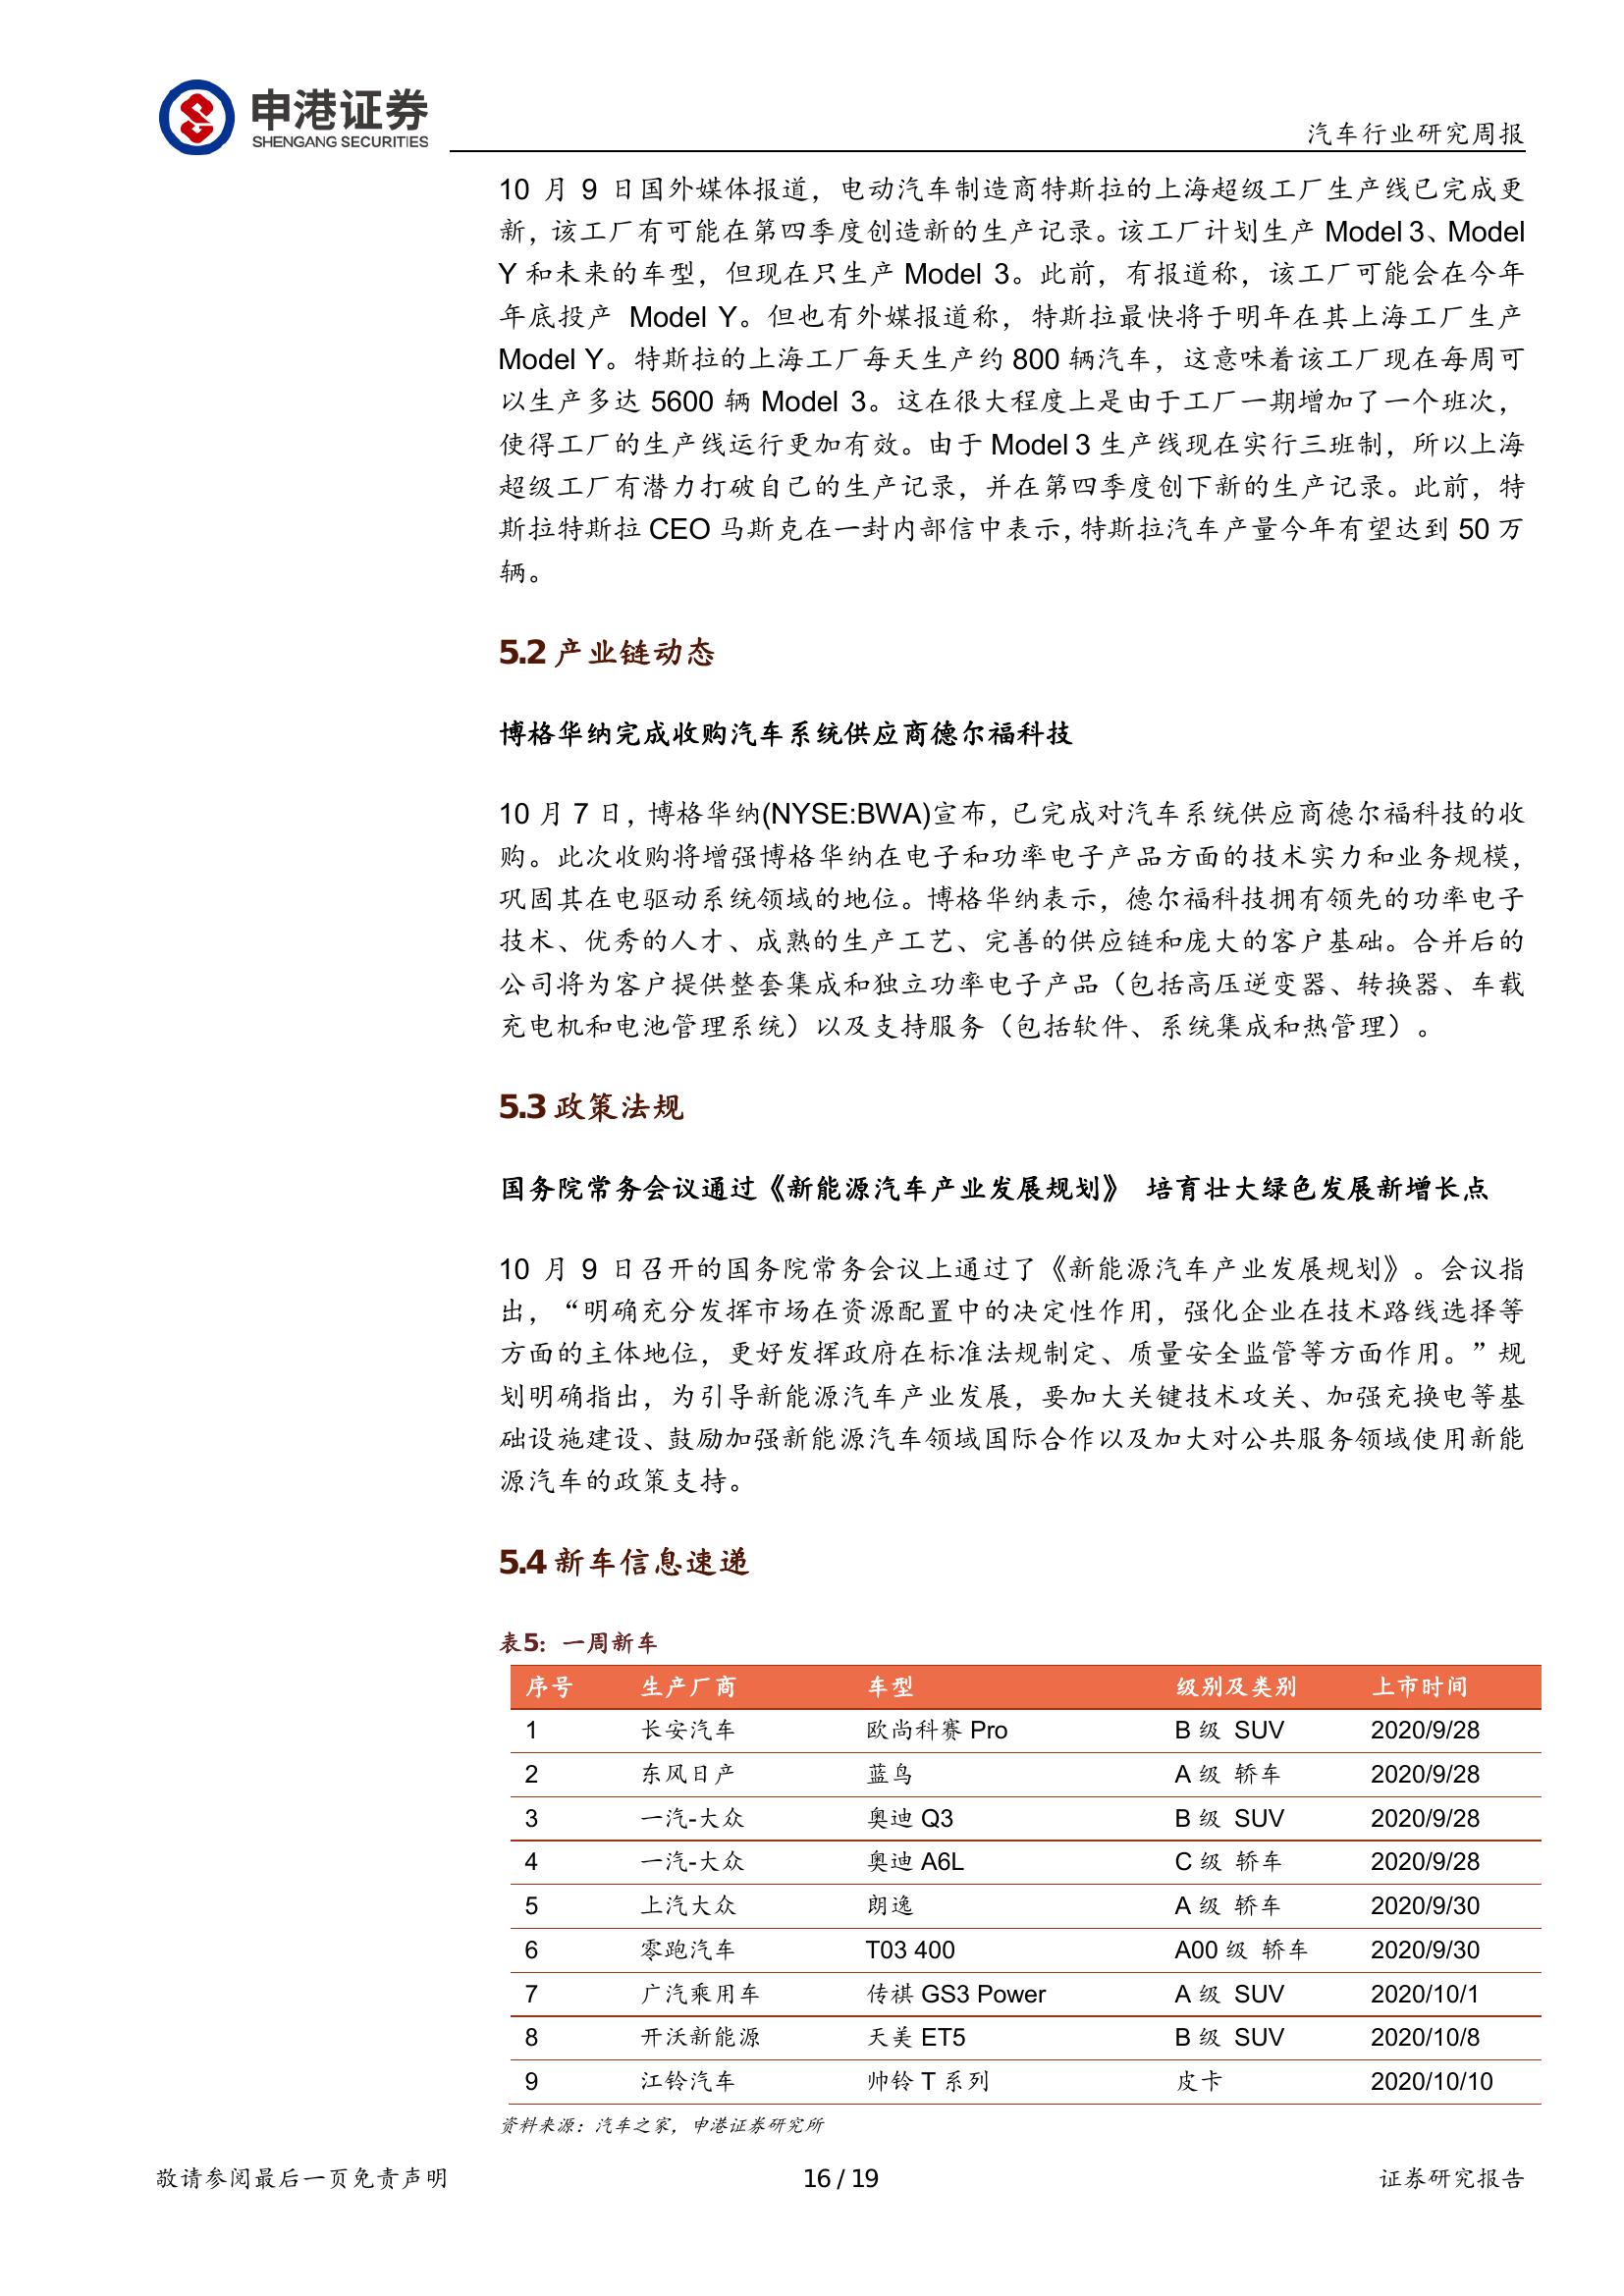 申港证券
SHENGANG SECURITIES
汽车行业研究周报
10 月 9 日国外媒体报道，电动汽车制造商特斯拉的上海超级工厂生产线已完成更
新，该工厂有可能在第四季度创造新的生产记录。该工厂计划生产 Model 3、Model
Y 和未来的车型，但现在只生产 Model 3。此前，有报道称，该工厂可能会在今年
年底投产 Model Y。但也有外媒报道称，特斯拉最快将于明年在其上海工厂生产
Model Y。特斯拉的上海工厂每天生产约 800 辆汽车，这意味着该工厂现在每周可
以生产多达 5600 辆 Model 3。这在很大程度上是由于工厂一期增加了一个班次，
使得工厂的生产线运行更加有效。由于 Model 3 生产线现在实行三班制，所以上海
超级工厂有潜力打破自己的生产记录，并在第四季度创下新的生产记录。此前，特
斯拉特斯拉 CEO 马斯克在一封内部信中表示，特斯拉汽车产量今年有望达到 50 万
辆。
5.2 产业链动态
博格华纳完成收购汽车系统供应商德尔福科技
10 月 7 日，博格华纳(NYSE:BWA)宣布，已完成对汽车系统供应商德尔福科技的收
购。此次收购将增强博格华纳在电子和功率电子产品方面的技术实力和业务规模，
巩固其在电驱动系统领域的地位。博格华纳表示，德尔福科技拥有领先的功率电子
技术、优秀的人才、成熟的生产工艺、完善的供应链和庞大的客户基础。合并后的
公司将为客户提供整套集成和独立功率电子产品（包括高压逆变器、转换器、车载
充电机和电池管理系统）以及支持服务（包括软件、系统集成和热管理）。
5.3 政策法规
国务院常务会议通过《新能源汽车产业发展规划》 培育壮大绿色发展新增长点
10 月 9 日召开的国务院常务会议上通过了《新能源汽车产业发展规划》。会议指
出，“明确充分发挥市场在资源配置中的决定性作用，强化企业在技术路线选择等
方面的主体地位，更好发挥政府在标准法规制定、质量安全监管等方面作用。”规
划明确指出，为引导新能源汽车产业发展，要加大关键技术攻关、加强充换电等基
础设施建设、鼓励加强新能源汽车领域国际合作以及加大对公共服务领域使用新能
源汽车的政策支持。
5.4 新车信息速递
表5：一周新车
序号 生产厂商 车型 级别及类别 上市时间
1 长安汽车 欧尚科赛 Pro B 级 SUV 2020/9/28
2 东风日产 蓝鸟 A 级 轿车 2020/9/28
3 一汽-大众 奥迪 Q3 B 级 SUV 2020/9/28
4 一汽-大众 奥迪 A6L C 级 轿车 2020/9/28
5 上汽大众 朗逸 A 级 轿车 2020/9/30
6 零跑汽车 T03 400 A00 级 轿车 2020/9/30
7 广汽乘用车 传祺 GS3 Power A 级 SUV 2020/10/1
8 开沃新能源 天美 ET5 B 级 SUV 2020/10/8
9 江铃汽车 帅铃 T 系列 皮卡 2020/10/10
资料来源：汽车之家，申港证券研究所
敬请参阅最后一页免责声明 16 / 19 证券研究报告